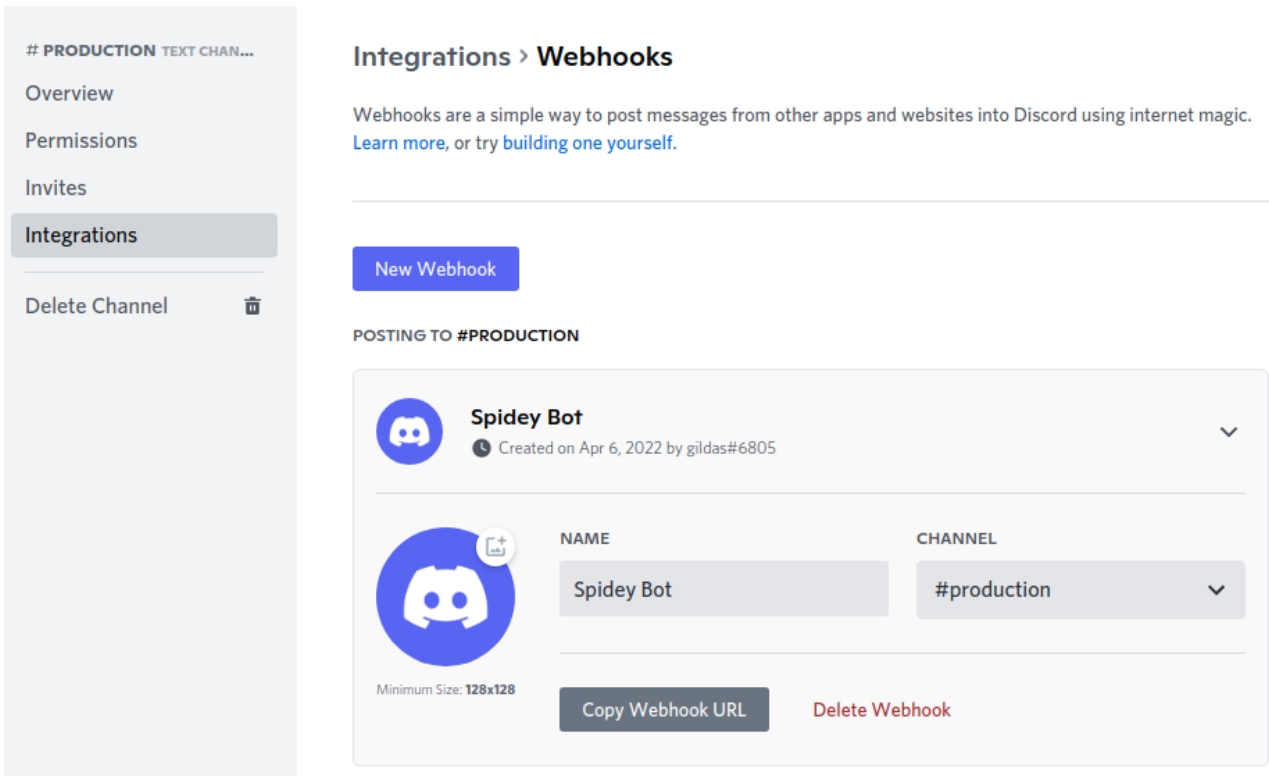 # PRODUCTION TEXT CHAN...
Overview
Permissions
Invites
Integrations
Delete Channel
Integrations > Webhooks
Webhooks are a simple way to post messages from other apps and websites into Discord using internet magic.
Learn more, or try building one yourself.
New Webhook
POSTING TO #PRODUCTION
Spidey Bot
Created on Apr 6, 2022 by gildas#6805
NAME
CHANNEL
Spidey Bot
#production
Minimum Size: 128x128
Copy Webhook URL
Delete Webhook